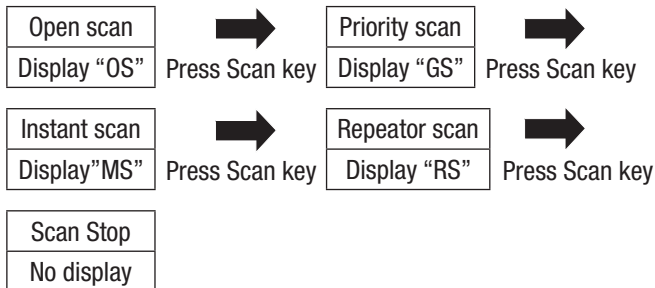 Open scan Priority scan
Display “OS” Press Scan key Display “GS” Press Scan key
Instant scan Repeator scan
Display”MS” Press Scan key Display “RS” Press Scan key
Scan Stop
No display